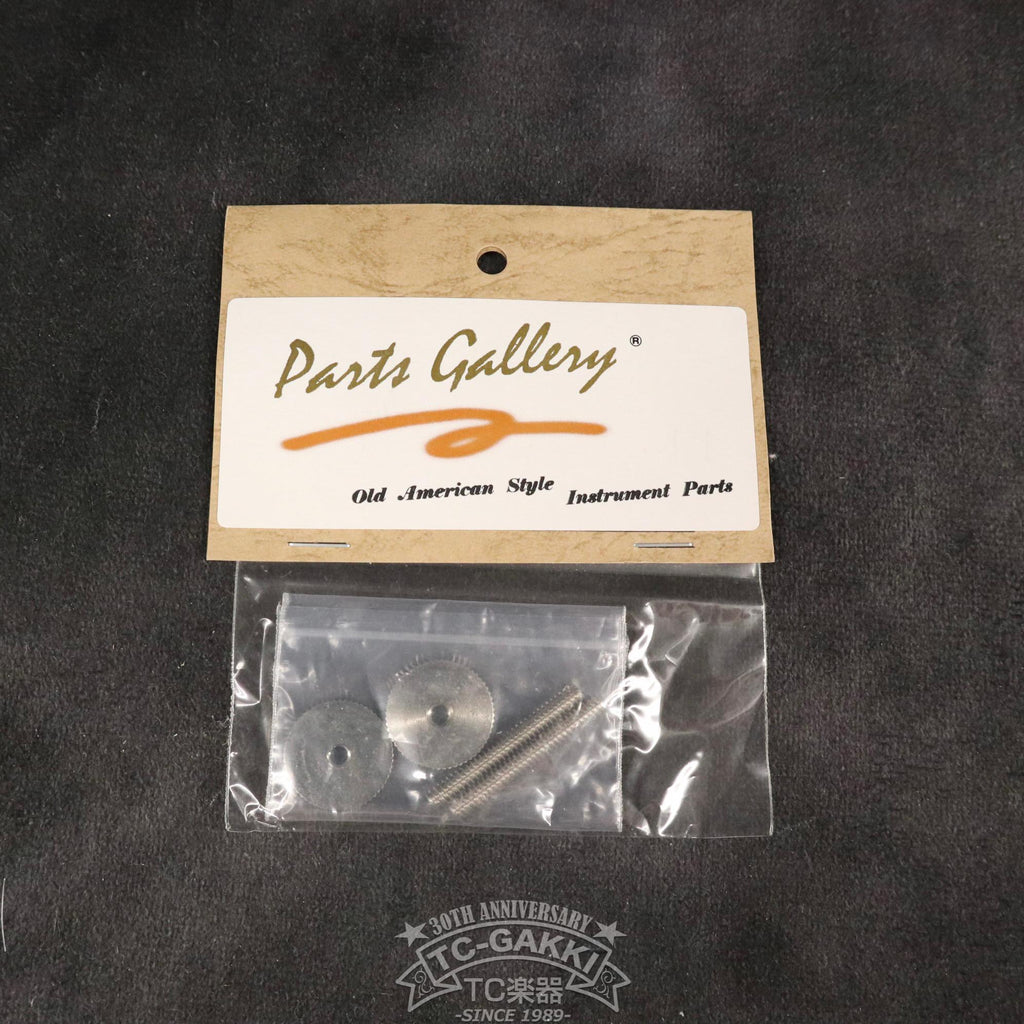 Parts Gallery ®
Old American Style Instrument Parts
30TH ANNIVERSARY
TC-GAKKI
TC楽器
-SINCE 1989-